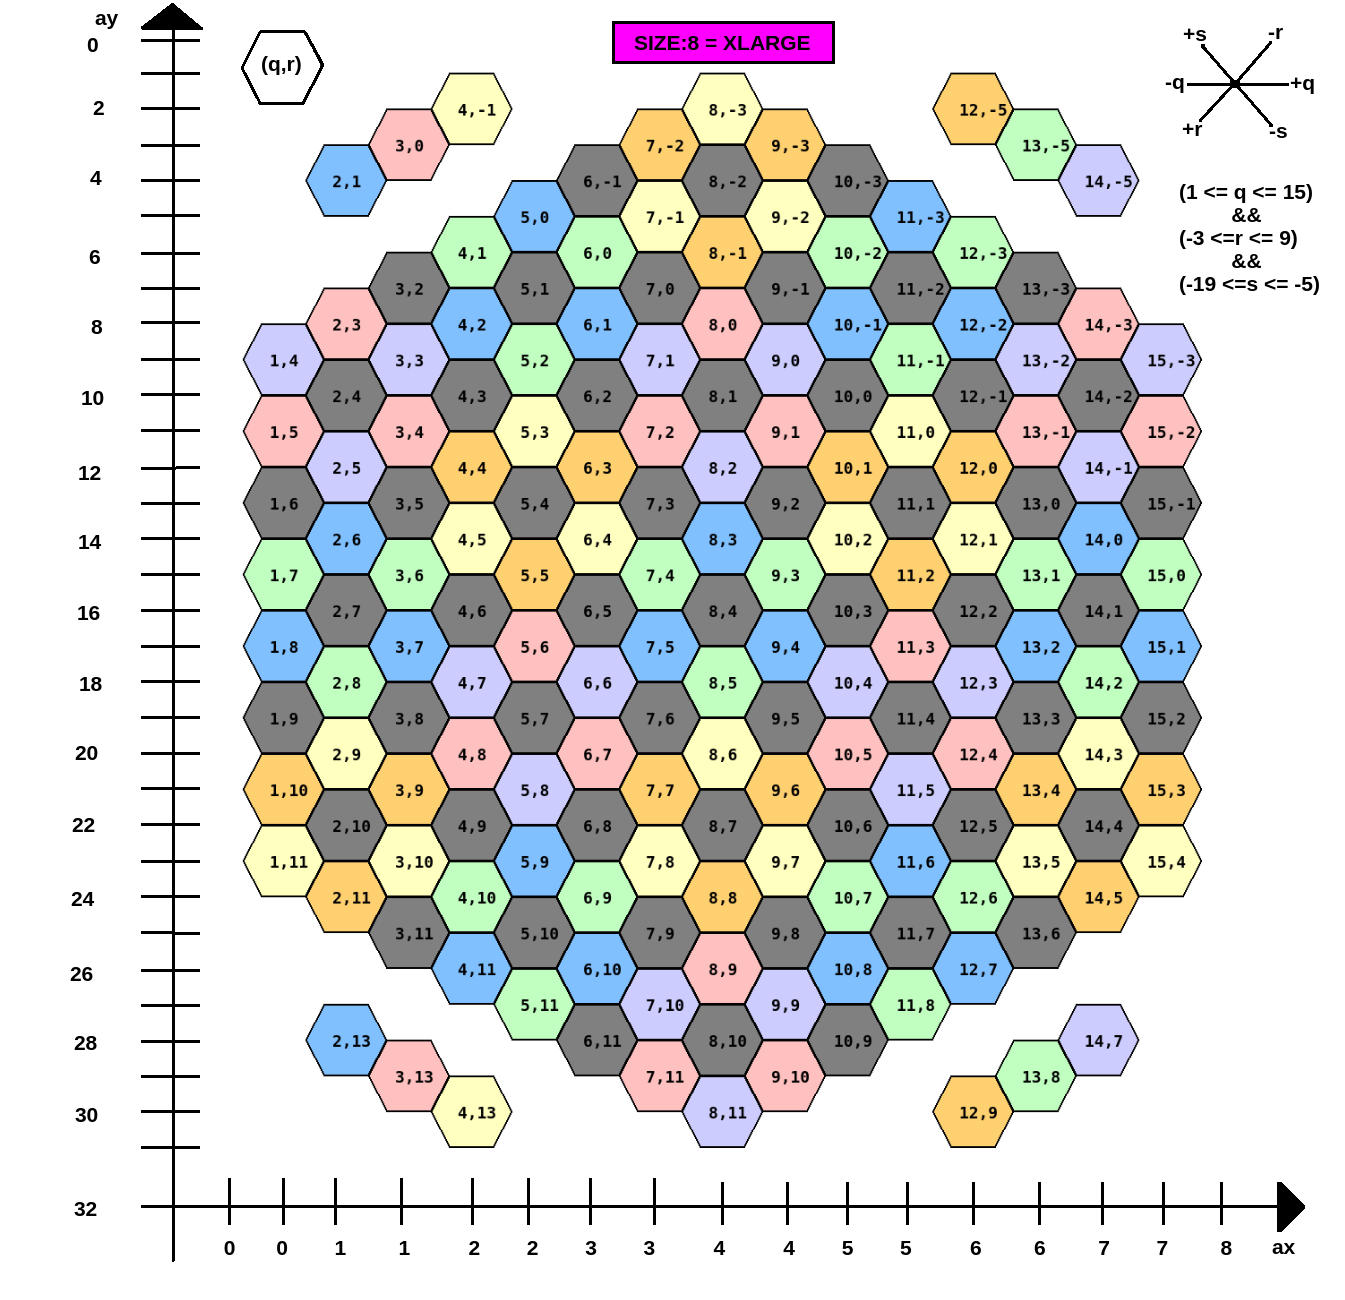 ay
0
SIZE:8 = XLARGE
+s -r
(q,r)
-q +q
4,-1 8,-3 12,-5
2
+r -s
3,0 7,-2 9,-3 13,-5
4 2,1 6,-1 8,-2 10,-3 14,-5
(1 <= q <= 15)
5,0 7,-1 9,-2 11,-3
&&
(-3 <=r <= 9)
6 4,1 6,0 8,-1 10,-2 12,-3
&&
(-19 <=s <= -5)
3,2 5,1 7,0 9,-1 11,-2 13,-3
8 2,3 4,2 6,1 8,0 10,-1 12,-2 14,-3
1,4 3,3 5,2 7,1 9,0 11,-1 13,-2 15,-3
10 2,4 4,3 6,2 8,1 10,0 12,-1 14,-2
1,5 3,4 5,3 7,2 9,1 11,0 13,-1 15,-2
12 2,5 4,4 6,3 8,2 10,1 12,0 14,-1
1,6 3,5 5,4 7,3 9,2 11,1 13,0 15,-1
14 2,6 4,5 6,4 8,3 10,2 12,1 14,0
1,7 3,6 5,5 7,4 9,3 11,2 13,1 15,0
16 2,7 4,6 6,5 8,4 10,3 12,2 14,1
1,8 3,7 5,6 7,5 9,4 11,3 13,2 15,1
18 2,8 4,7 6,6 8,5 10,4 12,3 14,2
1,9 3,8 5,7 7,6 9,5 11,4 13,3 15,2
20 2,9 4,8 6,7 8,6 10,5 12,4 14,3
1,10 3,9 5,8 7,7 9,6 11,5 13,4 15,3
22 2,10 4,9 6,8 8,7 10,6 12,5 14,4
1,11 3,10 5,9 7,8 9,7 11,6 13,5 15,4
24 2,11 4,10 6,9 8,8 10,7 12,6 14,5
3,11 5,10 7,9 9,8 11,7 13,6
26 4,11 6,10 8,9 10,8 12,7
5,11 7,10 9,9 11,8
28 2,13 6,11 8,10 10,9 14,7
3,13 7,11 9,10 13,8
30 4,13 8,11 12,9
32
0 0 1 1 2 2 3 3 4 4 5 5 6 6 7 7 8 ax